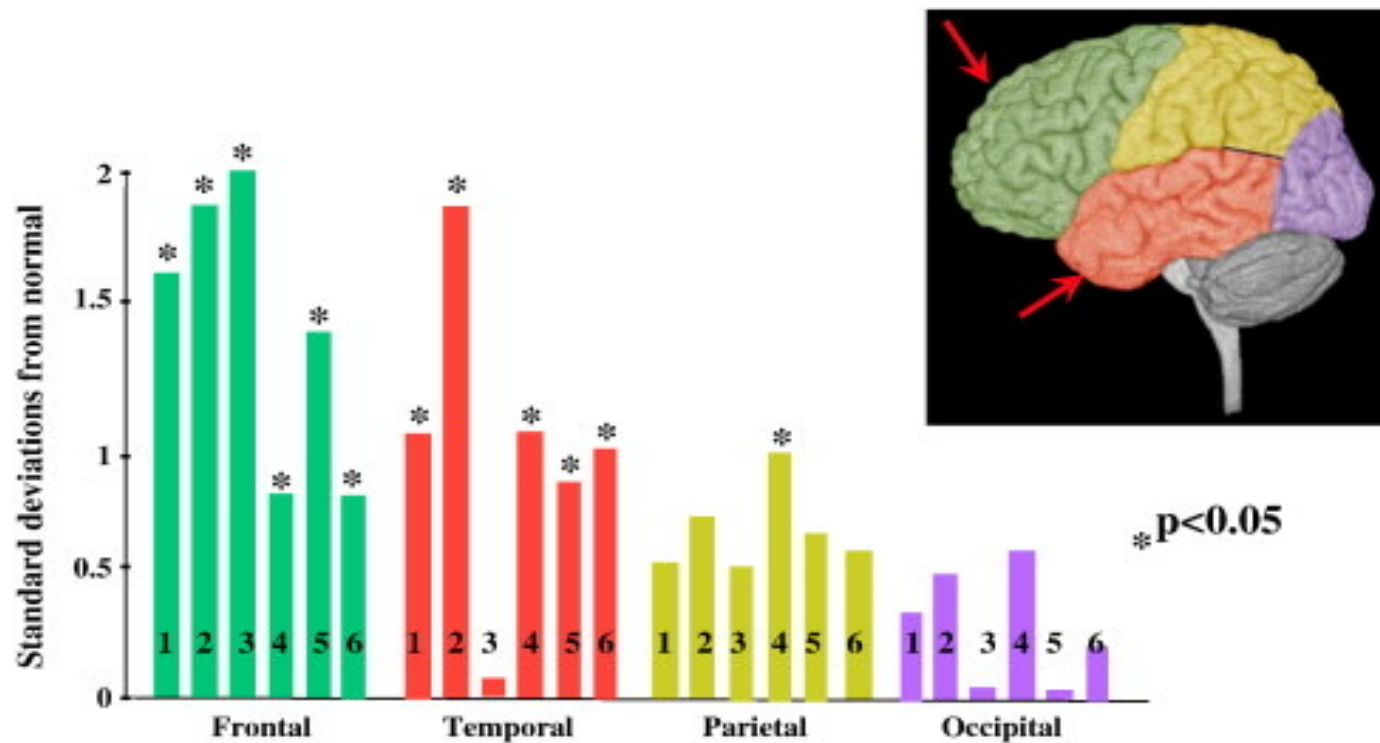 Standard deviations from normal
2
1.5
1
0.5
0
* * * * * *
* * * * *
*
1 2 3 4 5 6
1 2 3 4 5 6
1 2 3 4 5 6
1 2 3 4 5 6
Frontal Temporal Parietal Occipital
* p<0.05